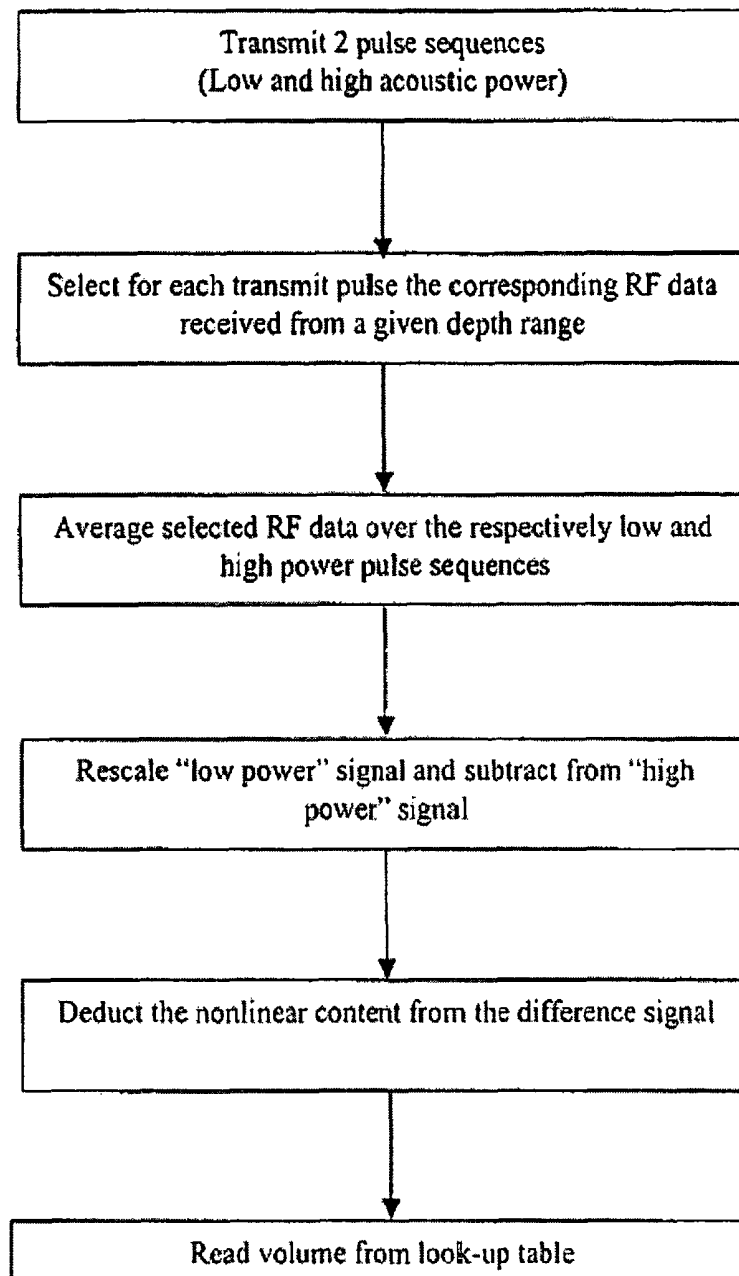 Transmit 2 pulse sequences
(Low and high acoustic power)
Select for each transmit pulse the corresponding RF data
received from a given depth range
Average selected RF data over the respectively low and
high power pulse sequences
Rescale “low power” signal and subtract from “high
power” signal
Deduct the nonlinear content from the difference signal
Read volume from look-up table